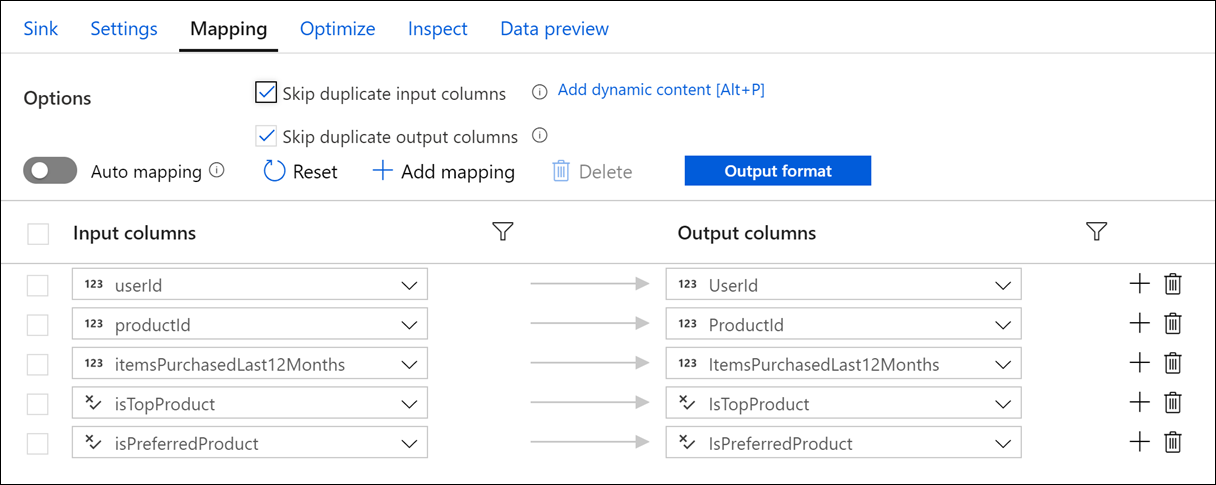 Sink Settings Mapping Optimize Inspect Data preview
Options Skip duplicate input columns Add dynamic content [Alt+P]
Skip duplicate output columns
Auto mapping Reset Add mapping Delete Output format
Input columns Output columns
123 userId 123 UserId
123 productId 123 ProductId
123 itemsPurchasedLast12Months 123 ItemsPurchasedLast12Months
isTopProduct IsTopProduct
isPreferredProduct IsPreferredProduct